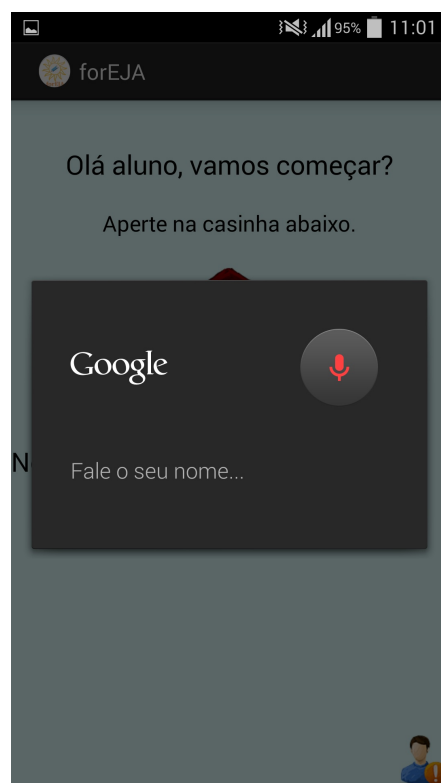 95% 11:01
forEJA
Olá aluno, vamos começar?
Aperte na casinha abaixo.
Google
Fale o seu nome...